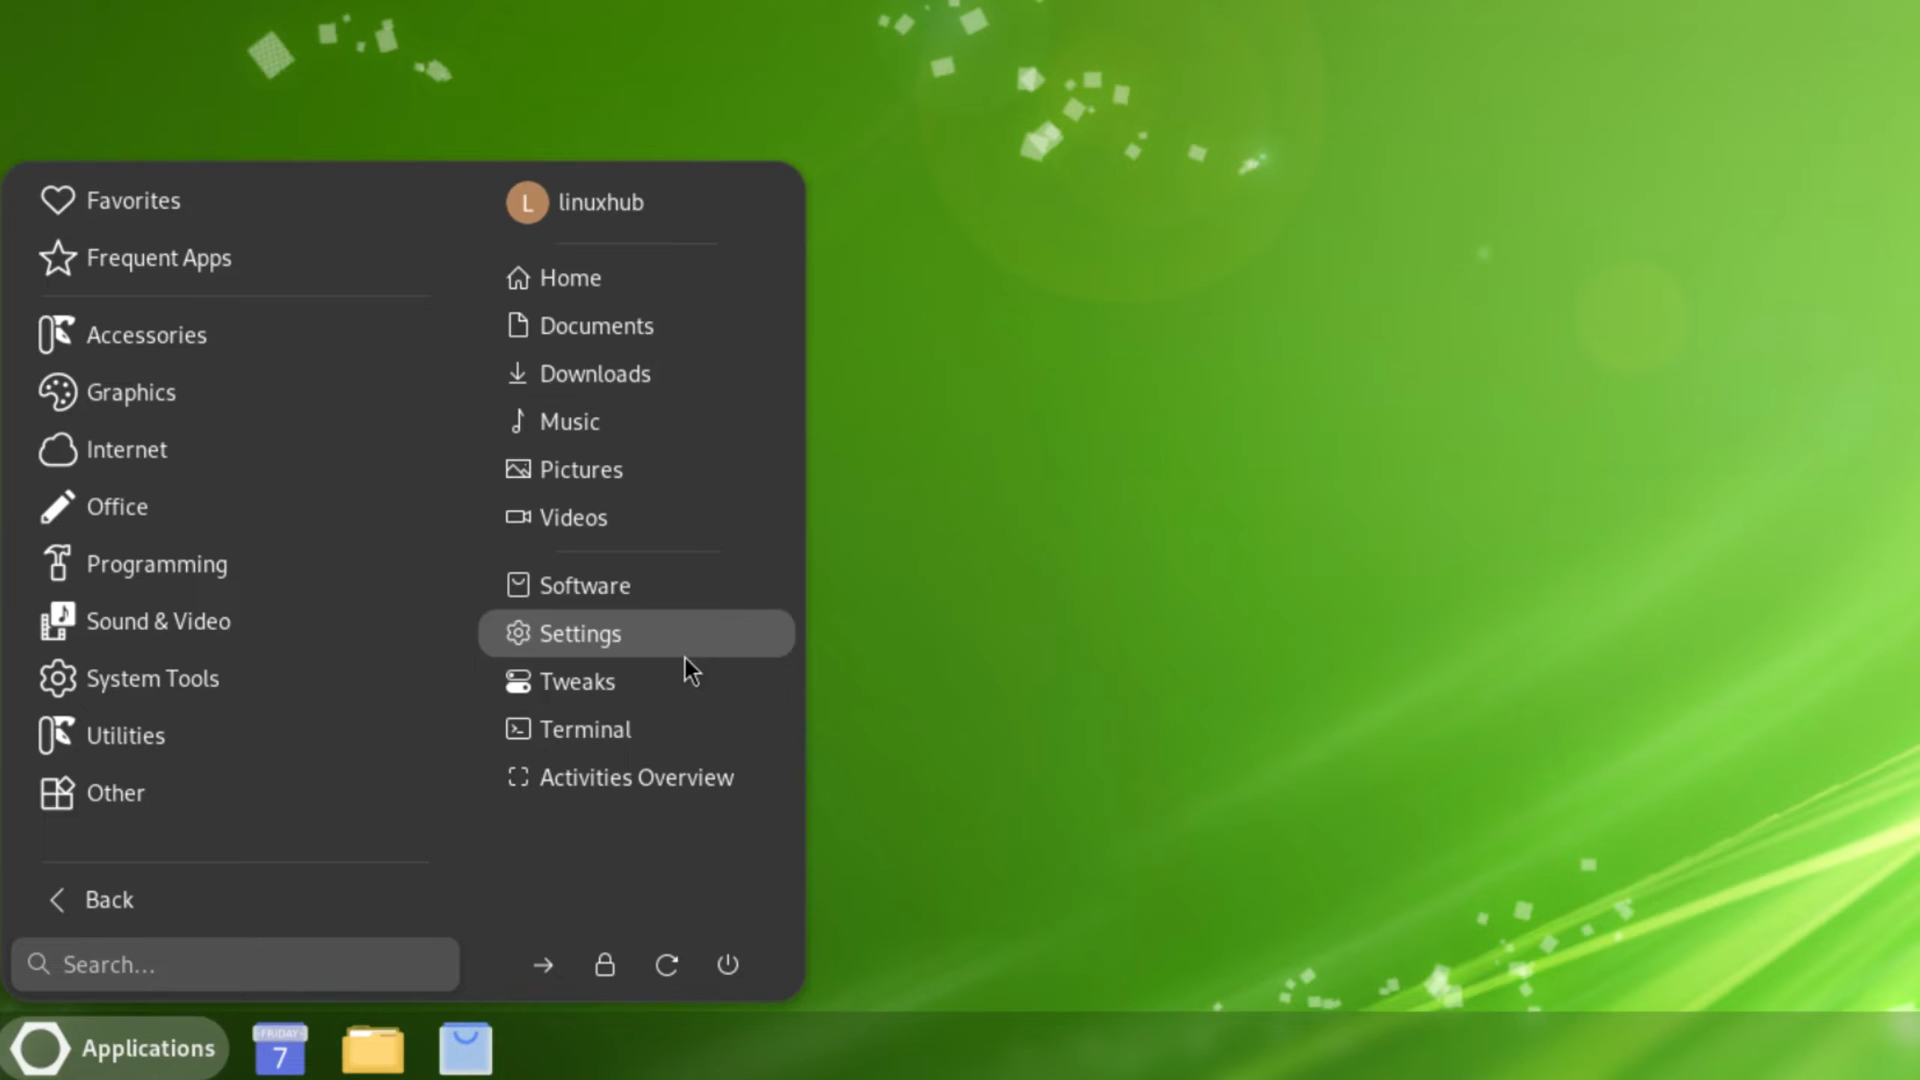 Favorites
Frequent Apps
Accessories
Graphics
Internet
Office
Programming
Sound & Video
System Tools
Utilities
Other
Back
Search...
L linuxhub
Home
Documents
Downloads
Music
Pictures
Videos
Software
Settings
Tweaks
Terminal
Activities Overview
Applications
FRIDAY
7